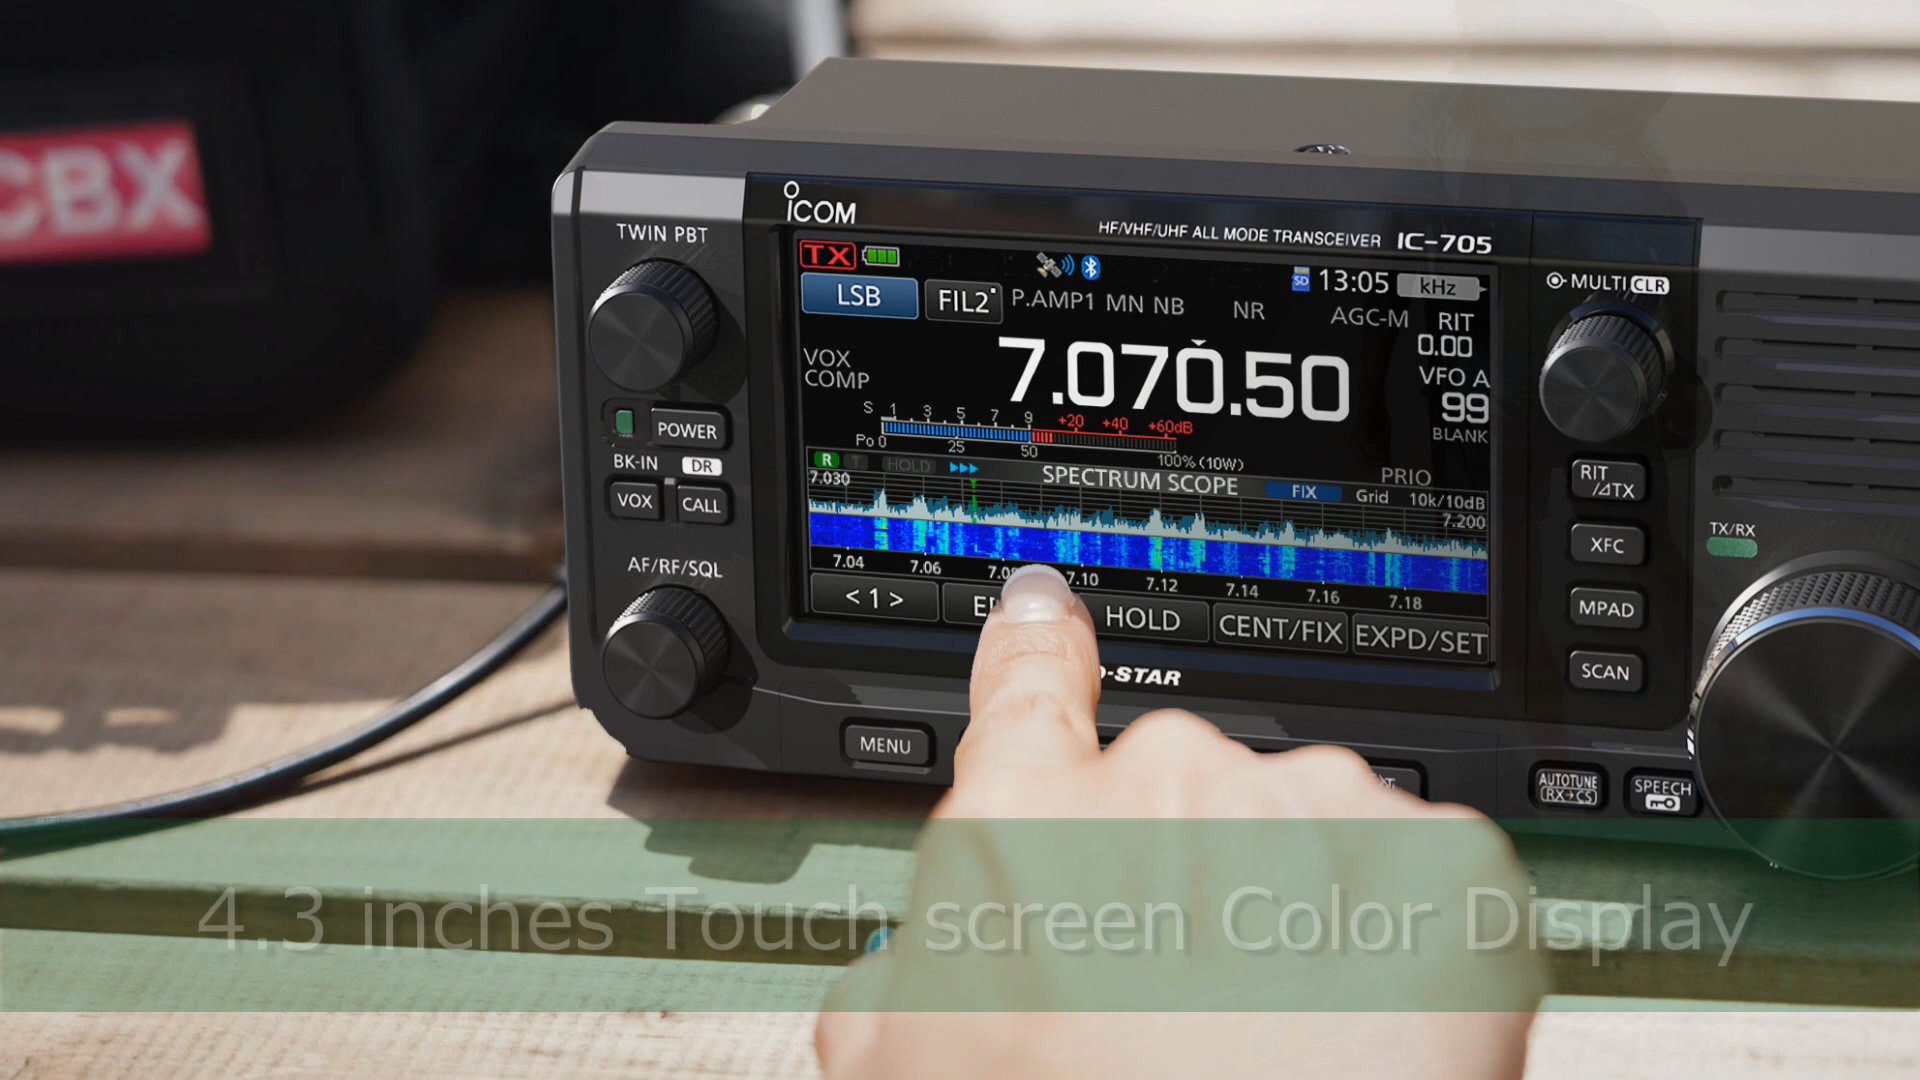 CBX
ICOM
HF/VHF/UHF ALL MODE TRANSCEIVER IC-705
TWIN PBT
MULTI CLR
TX
13:05 kHz
LSB FIL2 P.AMP1 MN NB NR AGC-M RIT
0.00
VOX
COMP
7.070.50
VFO A
99
BLANK
S 1 3 5 7 9 +20 +40 +60dB
Po 0 25 50 100% (10W)
R T HOLD SPECTRUM SCOPE PRIO
7.030 FIX Grid 10k/10dB
7.200
7.04 7.06 7.10 7.12 7.14 7.16 7.18
<1> HOLD CENT/FIX EXPD/SET
D-STAR
POWER
BK-IN DR
VOX CALL
AF/RF/SQL
MENU
RIT
/⊿TX
XFC
MPAD
SCAN
TX/RX
AUTOTUNE
RX→CS
SPEECH
4.3 inches Touch screen Color Display